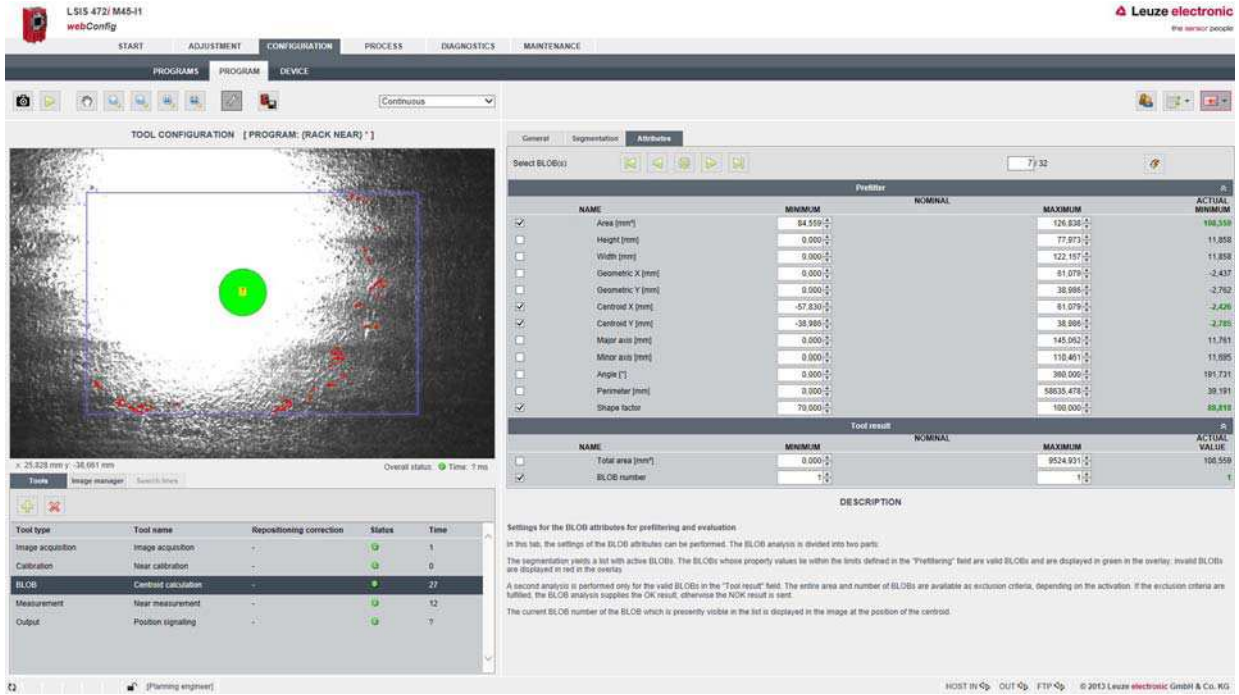 LSIS 472i M45-I1
webConfig
Leuze electronic
the sensor people
START ADJUSTMENT CONFIGURATION PROCESS DIAGNOSTICS MAINTENANCE
PROGRAMS PROGRAM DEVICE
Continuous
TOOL CONFIGURATION [ PROGRAM: (RACK NEAR) * ]
7
x: 25,828 mm y: -38,661 mm
Overall status: Time: ? ms
Tools Image manager Search lines
Tool type Tool name Repositioning correction Status Time
Image acquisition Image acquisition - 1
Calibration Near calibration - 0
BLOB Centroid calculation - 27
Measurement Near measurement - 12
Output Position signalling - ?
General Segmentation Attributes
Select BLOB(s) 7 / 32
Prefilter
NAME MINIMUM NOMINAL MAXIMUM ACTUAL MINIMUM
Area [mm²] 84,559 126,838 108,559
Height [mm] 0,000 77,973 11,858
Width [mm] 0,000 122,157 11,858
Geometric X [mm] 0,000 61,079 -2,437
Geometric Y [mm] 0,000 38,986 -2,762
Centroid X [mm] -57,830 61,079 -2,426
Centroid Y [mm] -38,986 38,986 -2,785
Major axis [mm] 0,000 145,062 11,761
Minor axis [mm] 0,000 110,461 11,695
Angle [°] 0,000 360,000 191,731
Perimeter [mm] 0,000 58635,478 39,191
Shape factor 70,000 100,000 88,810
Tool result
NAME MINIMUM NOMINAL MAXIMUM ACTUAL VALUE
Total area [mm²] 0,000 9524,931 108,559
BLOB number 1 1 1
DESCRIPTION
Settings for the BLOB attributes for prefiltering and evaluation
In this tab, the settings of the BLOB attributes can be performed. The BLOB analysis is divided into two parts:
The segmentation yields a list with active BLOBs. The BLOBs whose property values lie within the limits defined in the "Prefiltering" field are valid BLOBs and are displayed in green in the overlay; invalid BLOBs
are displayed in red in the overlay.
A second analysis is performed only for the valid BLOBs in the "Tool result" field. The entire area and number of BLOBs are available as exclusion criteria, depending on the activation. If the exclusion criteria are
fulfilled, the BLOB analysis supplies the OK result, otherwise the NOK result is sent.
The current BLOB number of the BLOB which is presently visible in the list is displayed in the image at the position of the centroid.
[Planning engineer]
HOST IN OUT FTP © 2013 Leuze electronic GmbH & Co. KG